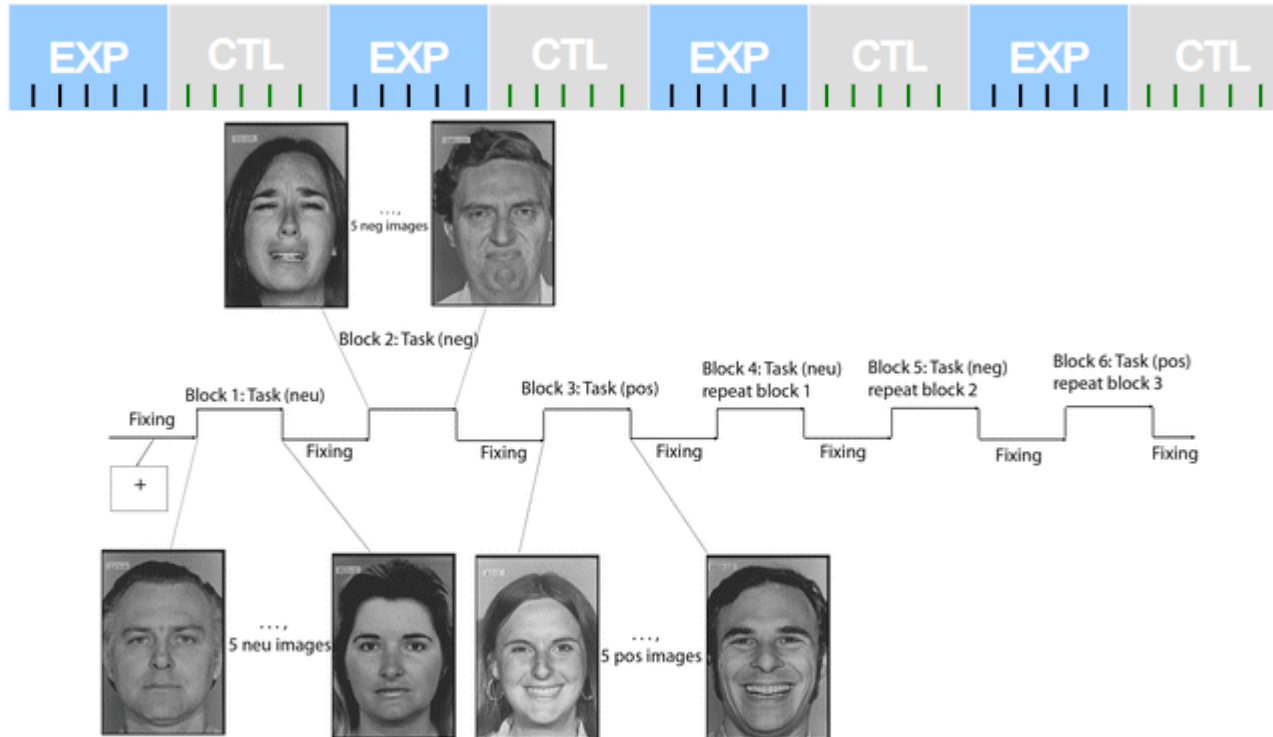 EXP CTL EXP CTL EXP CTL EXP CTL
...,
5 neg images
Block 2: Task (neg)
Block 1: Task (neu)
Block 3: Task (pos)
Block 4: Task (neu)
repeat block 1
Block 5: Task (neg)
repeat block 2
Block 6: Task (pos)
repeat block 3
Fixing
Fixing
Fixing
Fixing
Fixing
Fixing
Fixing
+
...,
5 neu images
...,
5 pos images